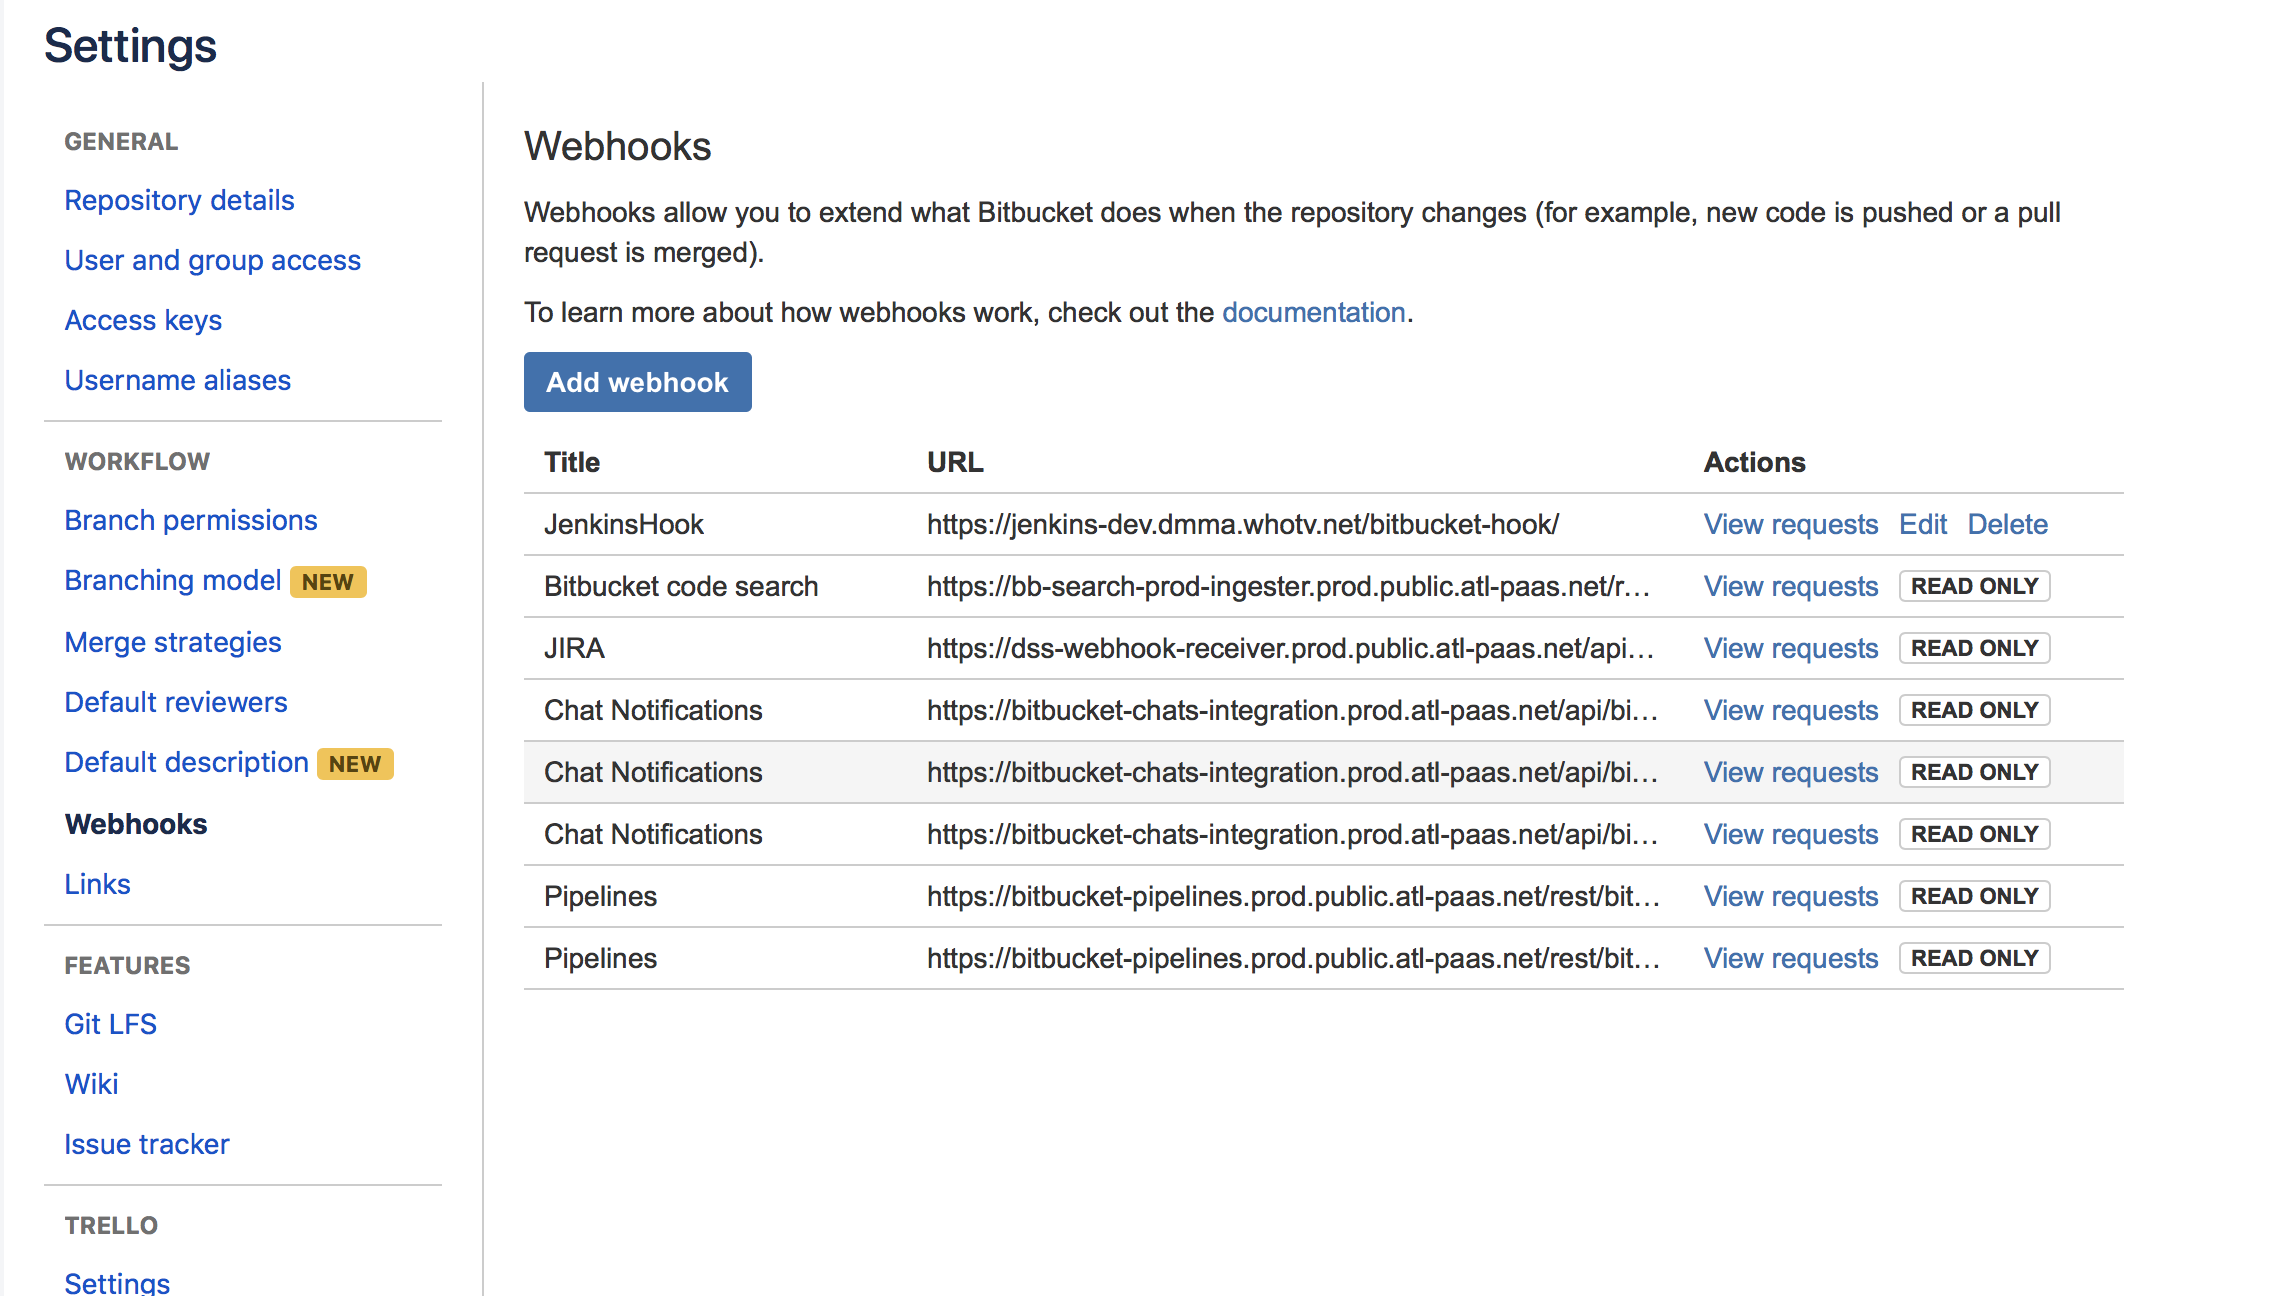 Settings
GENERAL
Repository details
User and group access
Access keys
Username aliases
WORKFLOW
Branch permissions
Branching model NEW
Merge strategies
Default reviewers
Default description NEW
Webhooks
Links
FEATURES
Git LFS
Wiki
Issue tracker
TRELLO
Settings
Webhooks
Webhooks allow you to extend what Bitbucket does when the repository changes (for example, new code is pushed or a pull
request is merged).
To learn more about how webhooks work, check out the documentation.
Add webhook
Title URL Actions
JenkinsHook https://jenkins-dev.dmma.whotv.net/bitbucket-hook/ View requests Edit Delete
Bitbucket code search https://bb-search-prod-ingester.prod.public.atl-paas.net/r… View requests READ ONLY
JIRA https://dss-webhook-receiver.prod.public.atl-paas.net/api… View requests READ ONLY
Chat Notifications https://bitbucket-chats-integration.prod.atl-paas.net/api/bi… View requests READ ONLY
Chat Notifications https://bitbucket-chats-integration.prod.atl-paas.net/api/bi… View requests READ ONLY
Chat Notifications https://bitbucket-chats-integration.prod.atl-paas.net/api/bi… View requests READ ONLY
Pipelines https://bitbucket-pipelines.prod.public.atl-paas.net/rest/bit… View requests READ ONLY
Pipelines https://bitbucket-pipelines.prod.public.atl-paas.net/rest/bit… View requests READ ONLY